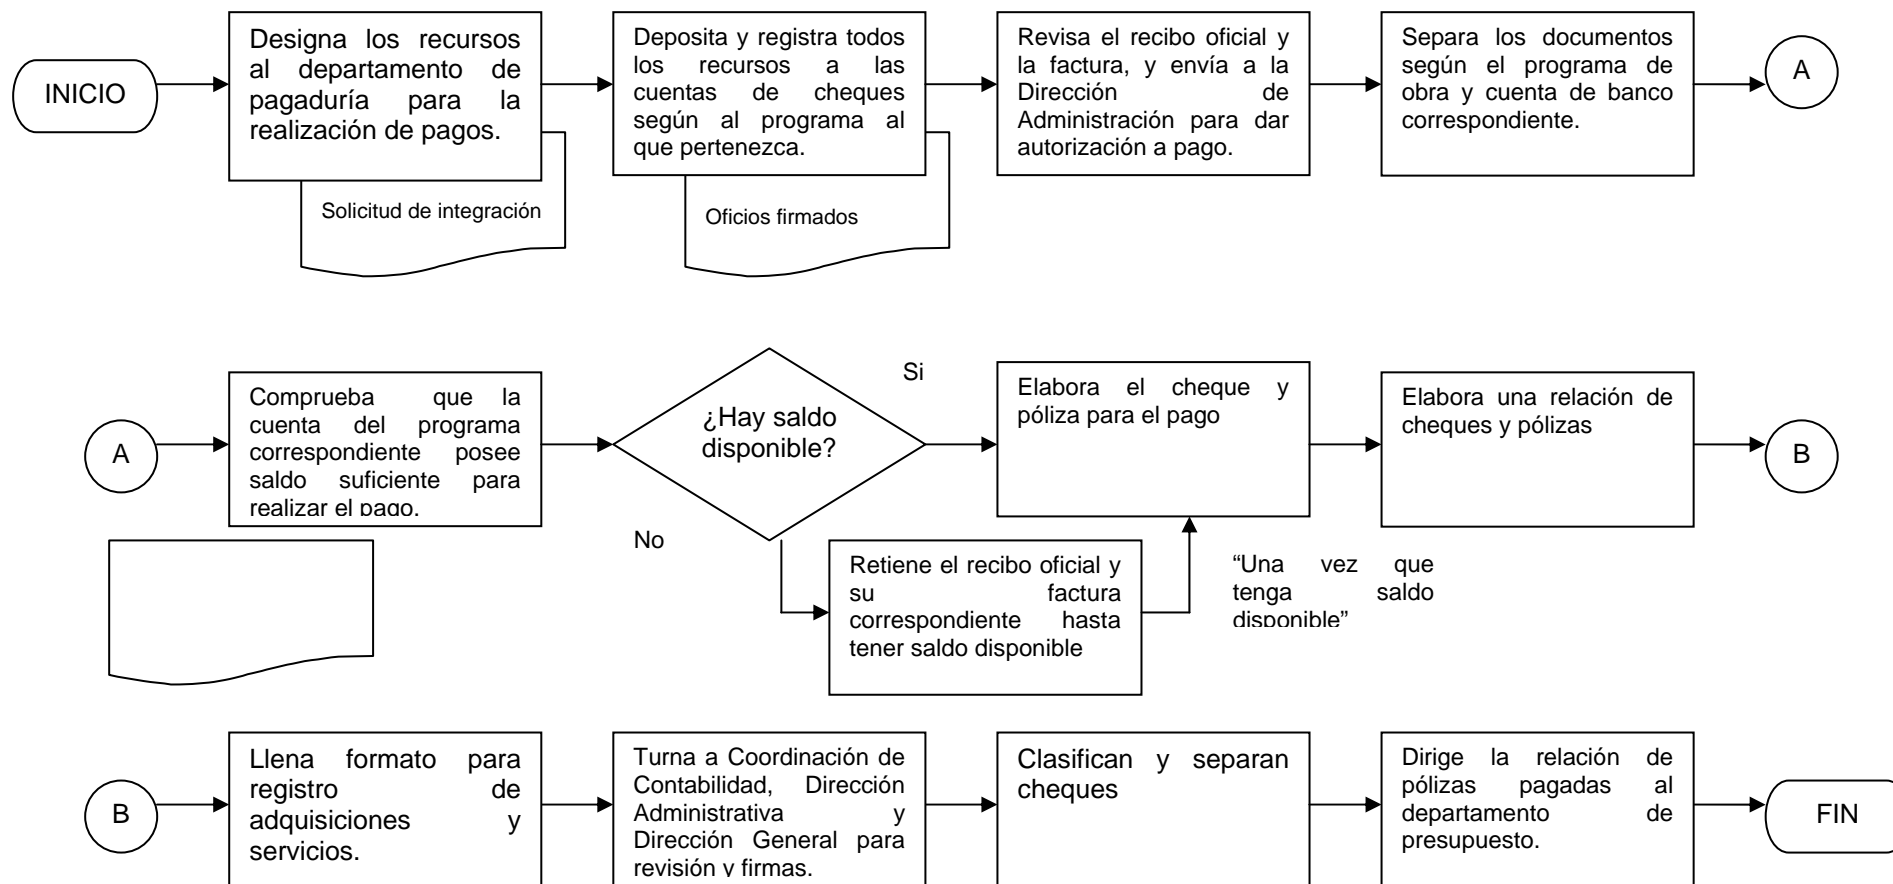 INICIO
Designa los recursos
al departamento de
pagaduría para la
realización de pagos.
Solicitud de integración
Deposita y registra todos
los recursos a las
cuentas de cheques
según al programa al
que pertenezca.
Oficios firmados
Revisa el recibo oficial y
la factura, y envía a la
Dirección de
Administración para dar
autorización a pago.
Separa los documentos
según el programa de
obra y cuenta de banco
correspondiente.
A
A
Comprueba que la
cuenta del programa
correspondiente posee
saldo suficiente para
realizar el pago.
¿Hay saldo
disponible?
Si
No
Elabora el cheque y
póliza para el pago
Retiene el recibo oficial y
su factura
correspondiente hasta
tener saldo disponible
“Una vez que
tenga saldo
disponible”
Elabora una relación de
cheques y pólizas
B
B
Llena formato para
registro de
adquisiciones y
servicios.
Turna a Coordinación de
Contabilidad, Dirección
Administrativa y
Dirección General para
revisión y firmas.
Clasifican y separan
cheques
Dirige la relación de
pólizas pagadas al
departamento de
presupuesto.
FIN